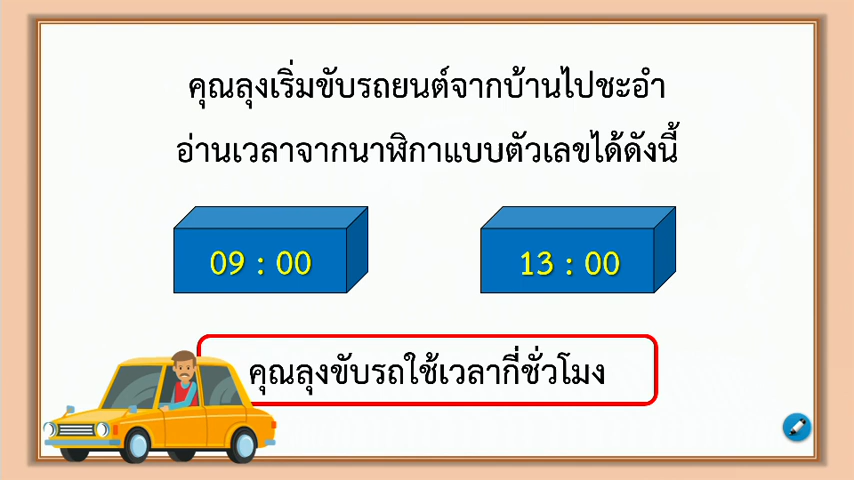 คุณลุงเริ่มขับรถยนต์จากบ้านไปชะอำ
อ่านเวลาจากนาฬิกาแบบตัวเลขได้ดังนี้
09 : 00
13 : 00
คุณลุงขับรถใช้เวลากี่ชั่วโมง